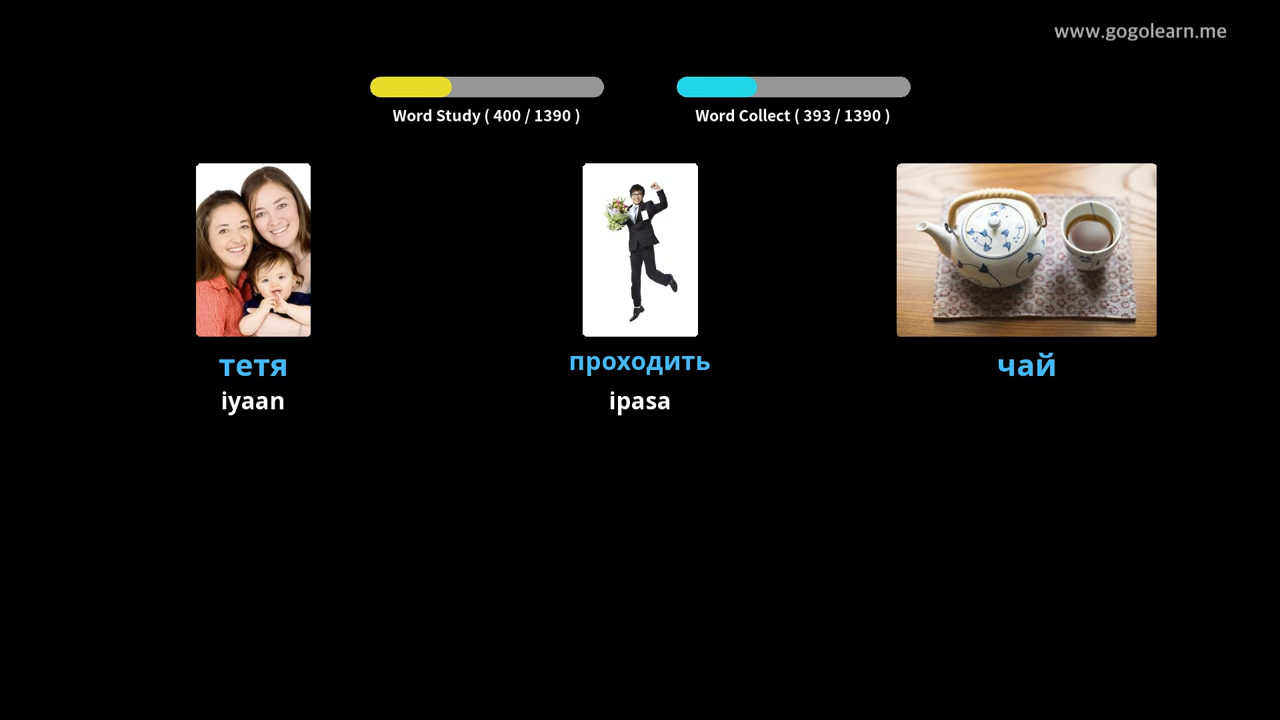 www.gogolearn.me
Word Study ( 400 / 1390 )
Word Collect ( 393 / 1390 )
тетя
iyaan
проходить
ipasa
чай